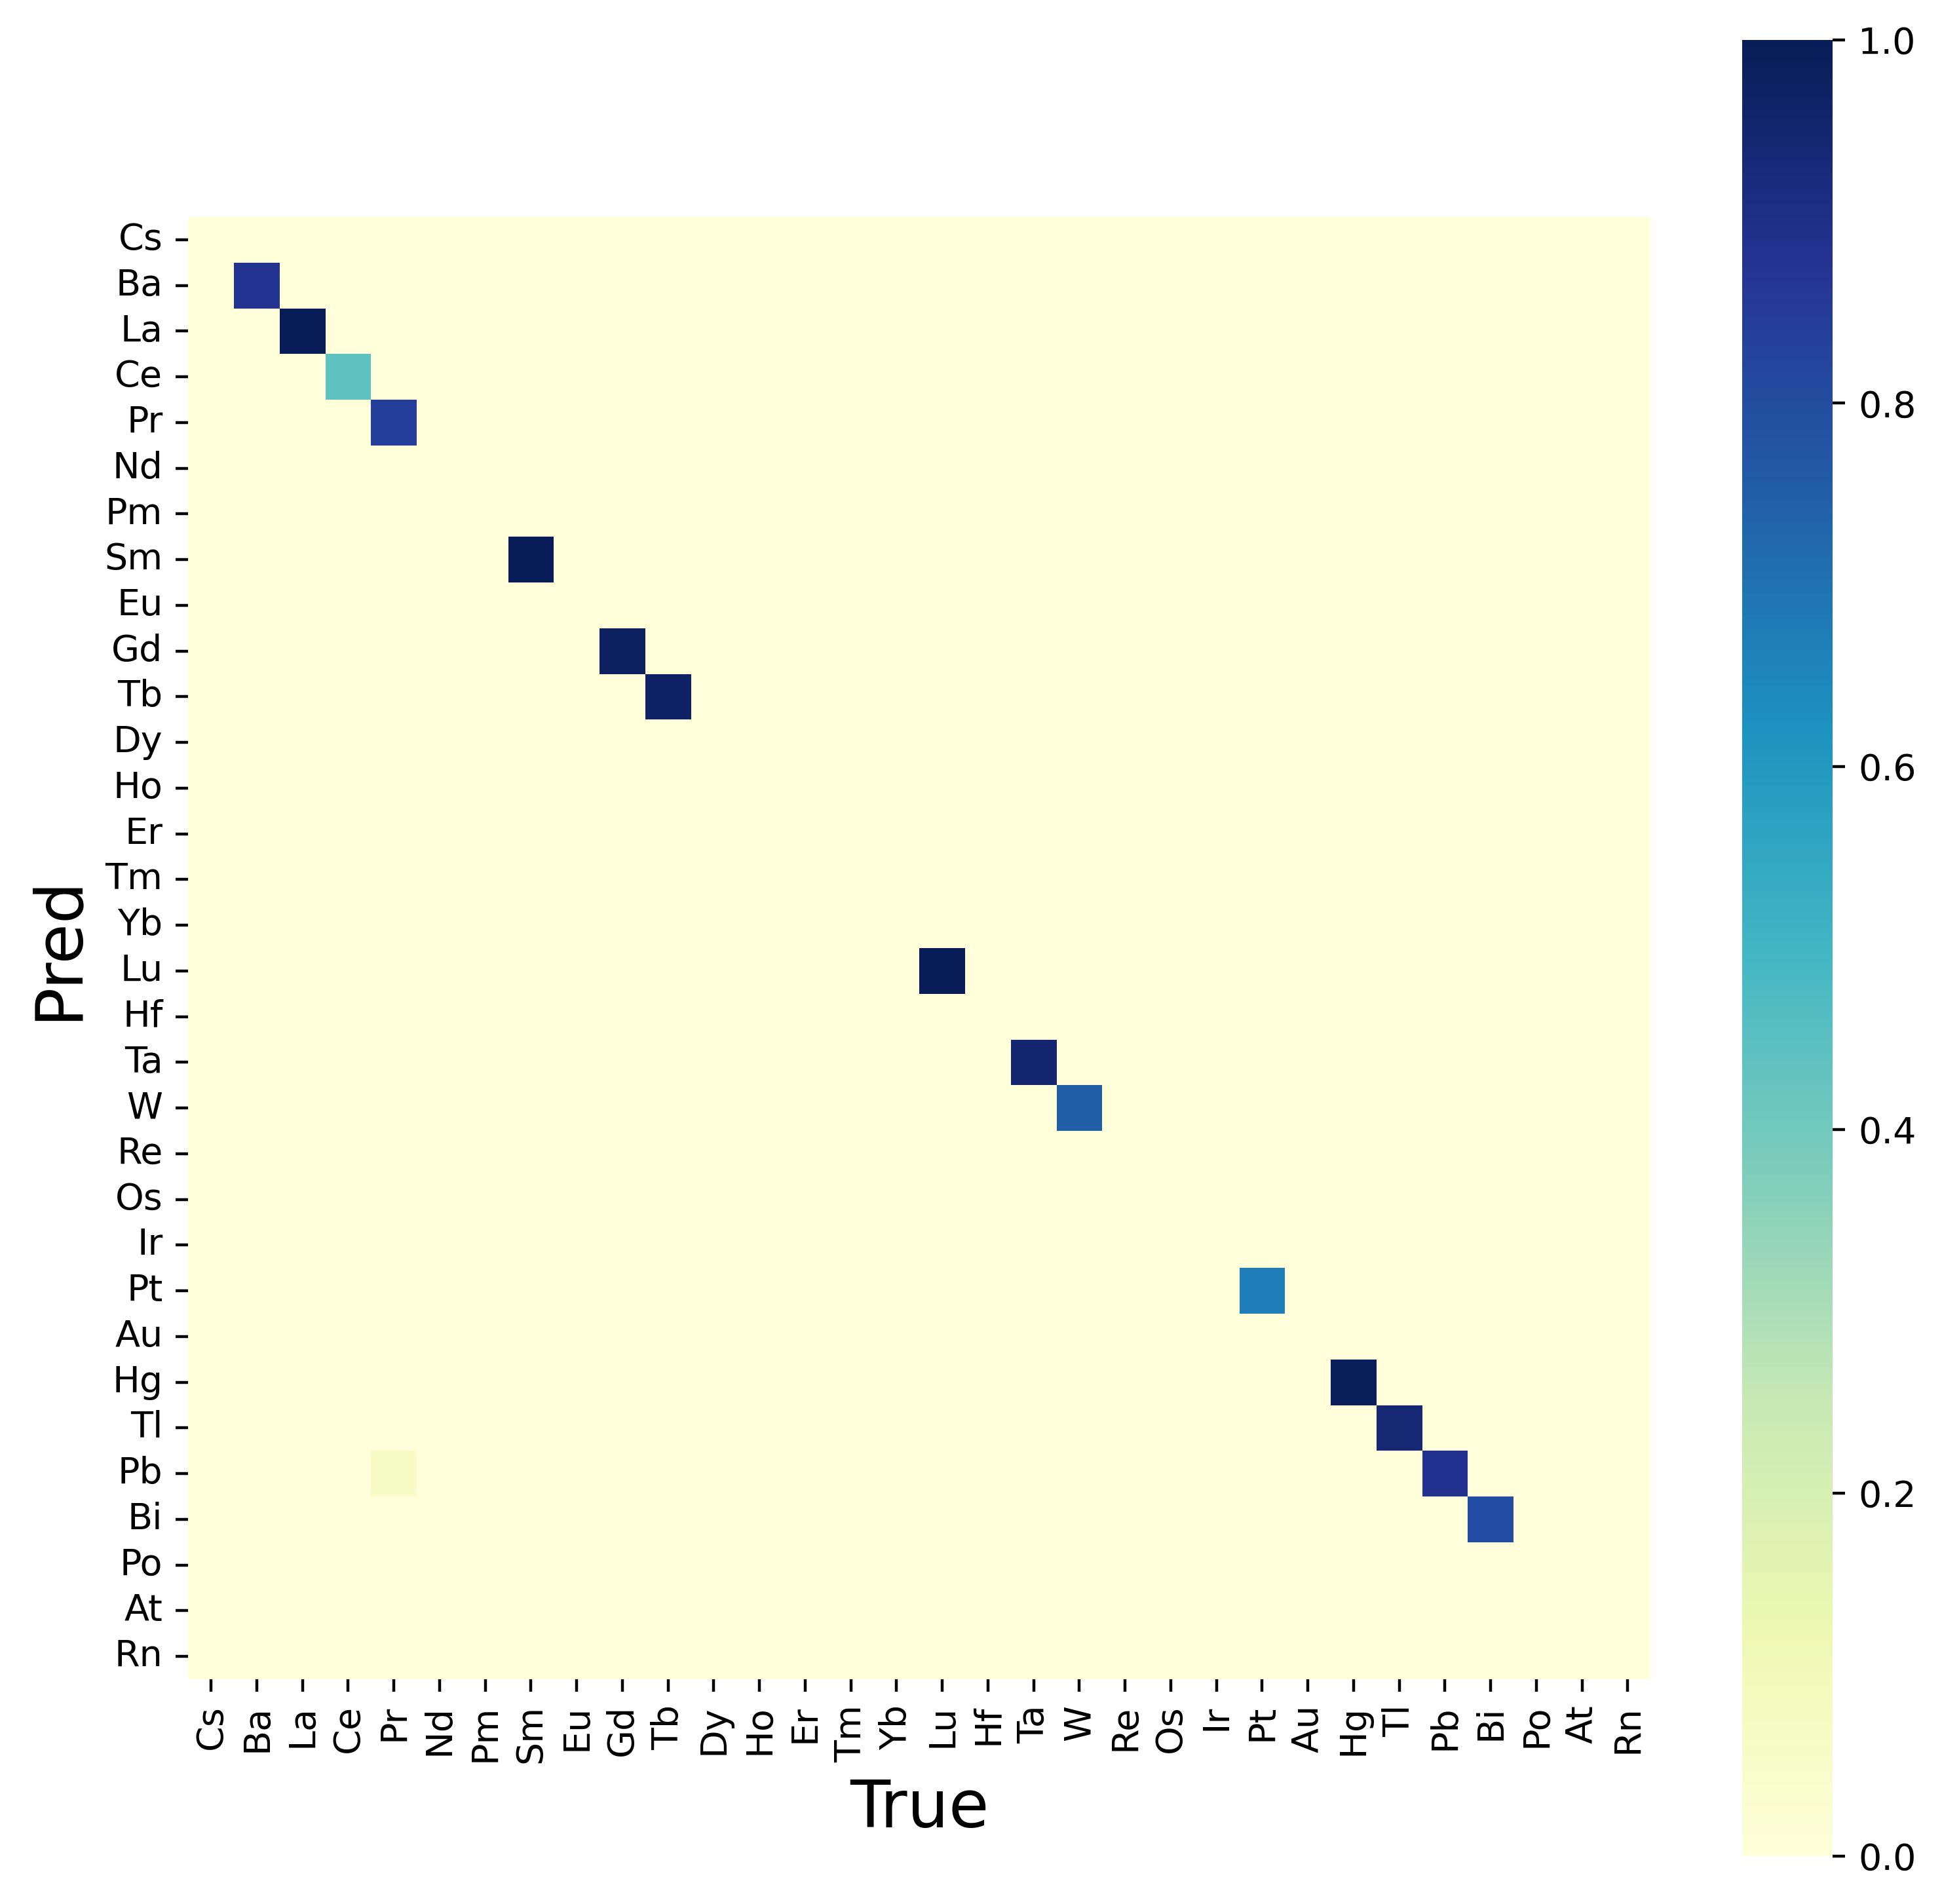 1.0
0.8
0.6
0.4
0.2
0.0
Pred
Cs
Ba
La
Ce
Pr
Nd
Pm
Sm
Eu
Gd
Tb
Dy
Ho
Er
Tm
Yb
Lu
Hf
Ta
W
Re
Os
Ir
Pt
Au
Hg
Tl
Pb
Bi
Po
At
Rn
Cs Ba La Ce Pr Nd Pm Sm Eu Gd Tb Dy Ho Er Tm Yb Lu Hf Ta W Re Os Ir Pt Au Hg Tl Pb Bi Po At Rn
True